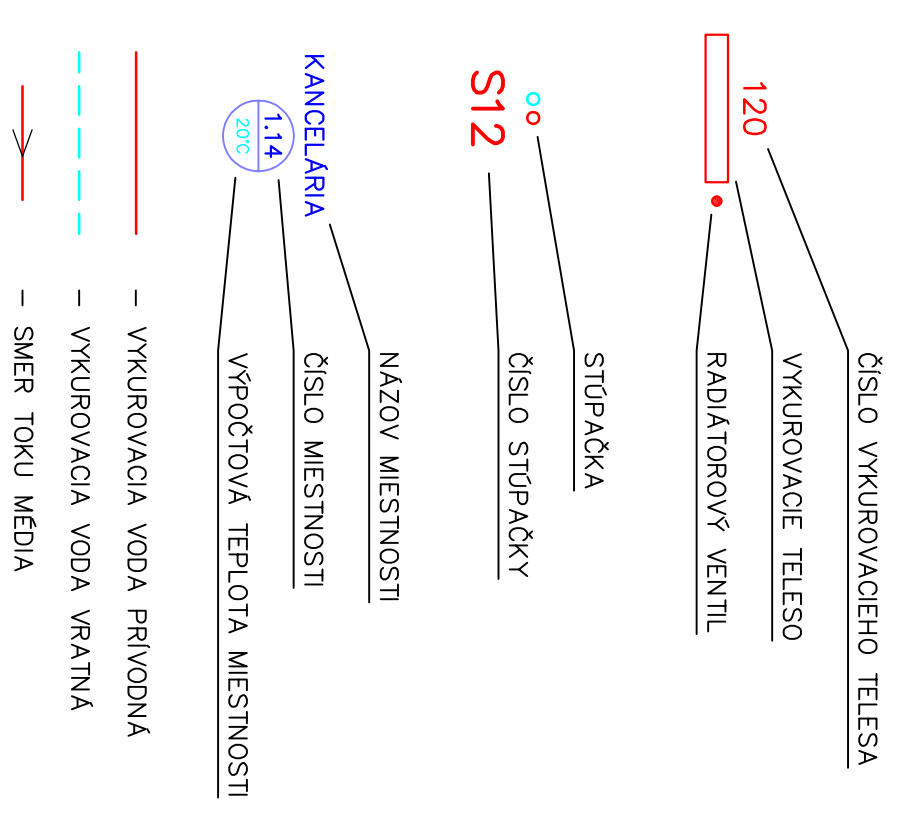 120
ČÍSLO VYKUROVACIEHO TELESA
VYKUROVACIE TELESO
RADIÁTOROVÝ VENTIL
STÚPAČKA
S12
ČÍSLO STÚPAČKY
KANCELÁRIA
1.14
20°C
NÁZOV MIESTNOSTI
ČÍSLO MIESTNOSTI
VÝPOČTOVÁ TEPLOTA MIESTNOSTI
– VYKUROVACIA VODA PRÍVODNÁ
– VYKUROVACIA VODA VRATNÁ
– SMER TOKU MÉDIA